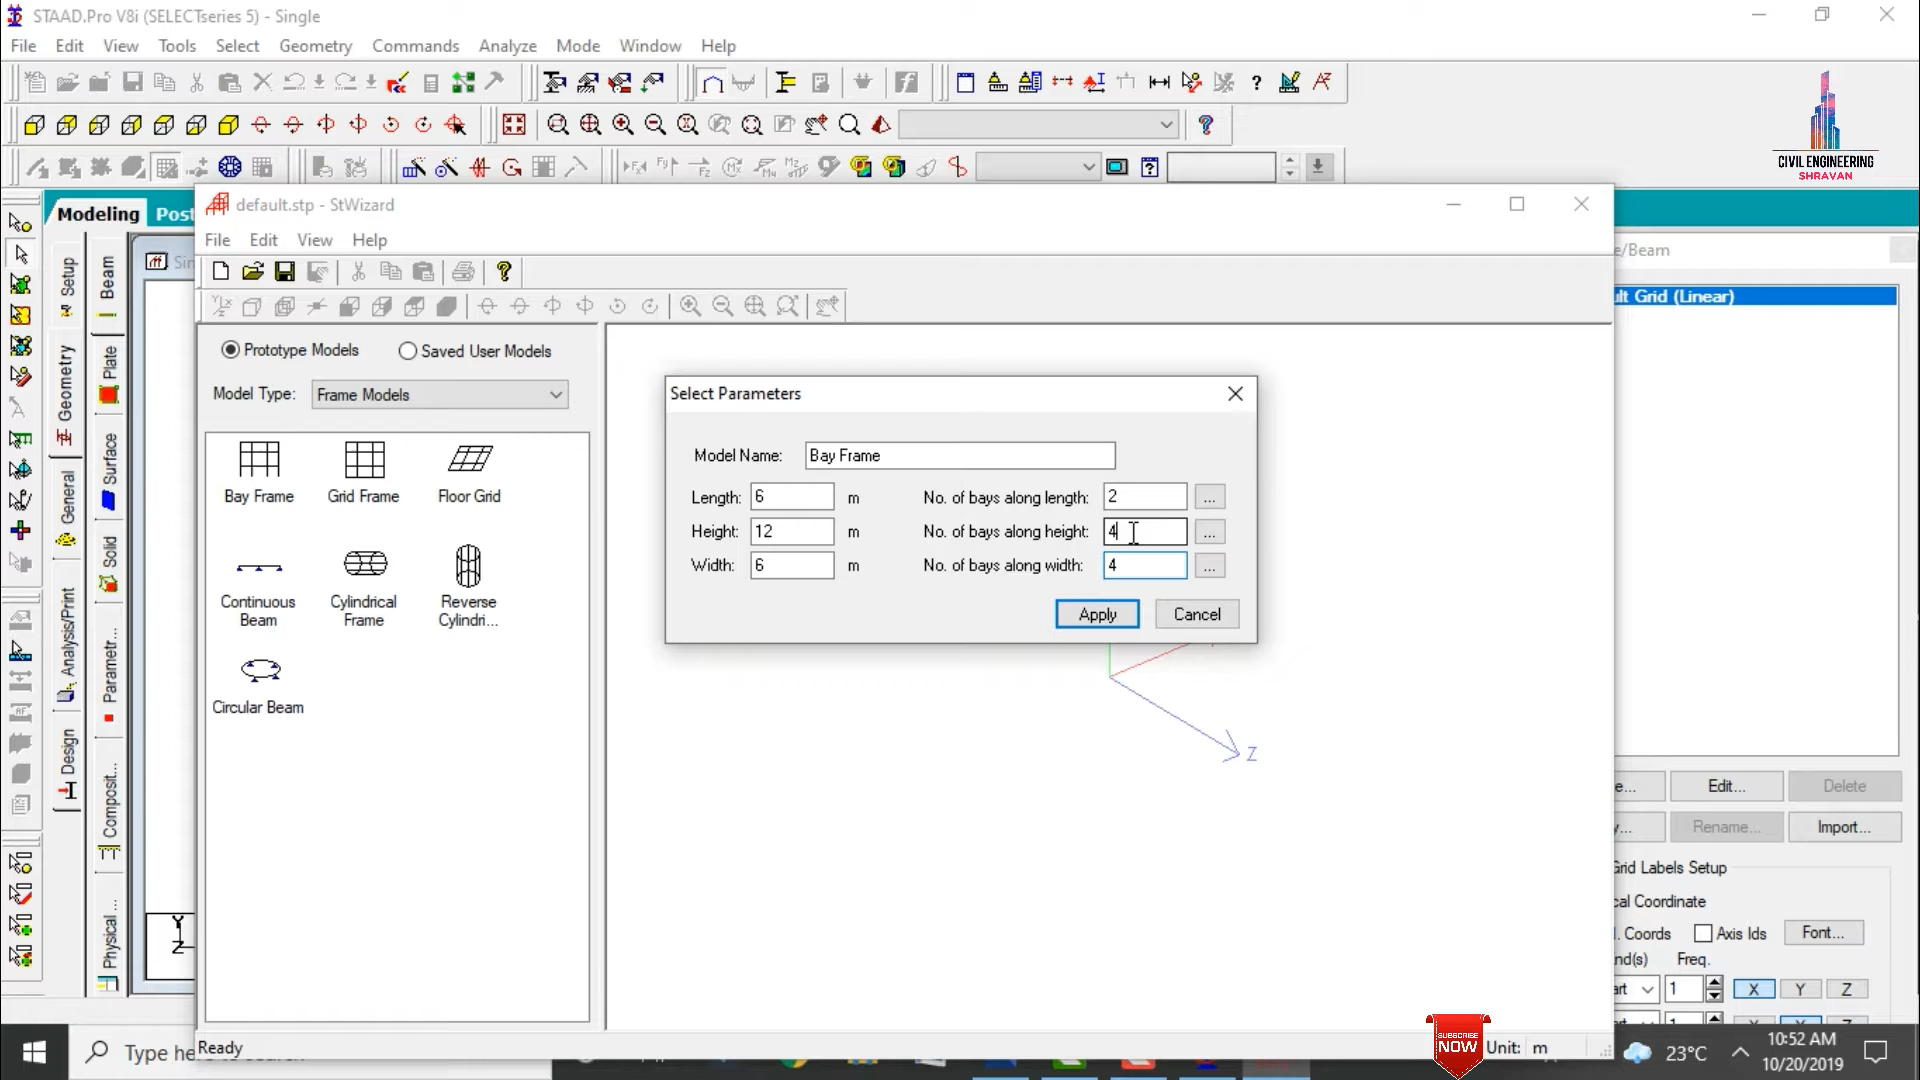 STAAD.Pro V8i (SELECTseries 5) - Single
File Edit View Tools Select Geometry Commands Analyze Mode Window Help
CIVIL ENGINEERING
SHRAVAN
Modeling
Post
default.stp - StWizard
File Edit View Help
Setup
Geometry
General
Analysis/Print
Design
Beam
Plate
Surface
Solid
Parametr...
Composit...
Physical ...
Prototype Models
Saved User Models
Model Type: Frame Models
Bay Frame
Grid Frame
Floor Grid
Continuous
Beam
Cylindrical
Frame
Reverse
Cylindri...
Circular Beam
Select Parameters
Model Name: Bay Frame
Length: 6 m No. of bays along length: 2 ...
Height: 12 m No. of bays along height: 4 ...
Width: 6 m No. of bays along width: 4 ...
Apply Cancel
Z
Y
Z
e/Beam
ult Grid (Linear)
e... Edit... Delete
y... Rename... Import...
Grid Labels Setup
cal Coordinate
l. Coords Axis Ids Font...
nd(s) Freq.
art 1 X Y Z
Ready
Unit: m
SUBSCRIBE
NOW
Type he
23°C
10:52 AM
10/20/2019